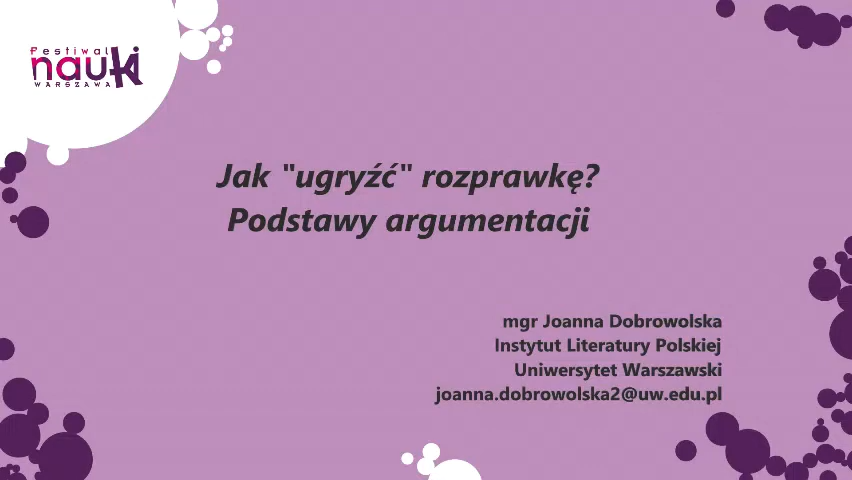 Festiwal
nauki
WARSZAWA
Jak "ugryźć" rozprawkę?
Podstawy argumentacji
mgr Joanna Dobrowolska
Instytut Literatury Polskiej
Uniwersytet Warszawski
joanna.dobrowolska2@uw.edu.pl